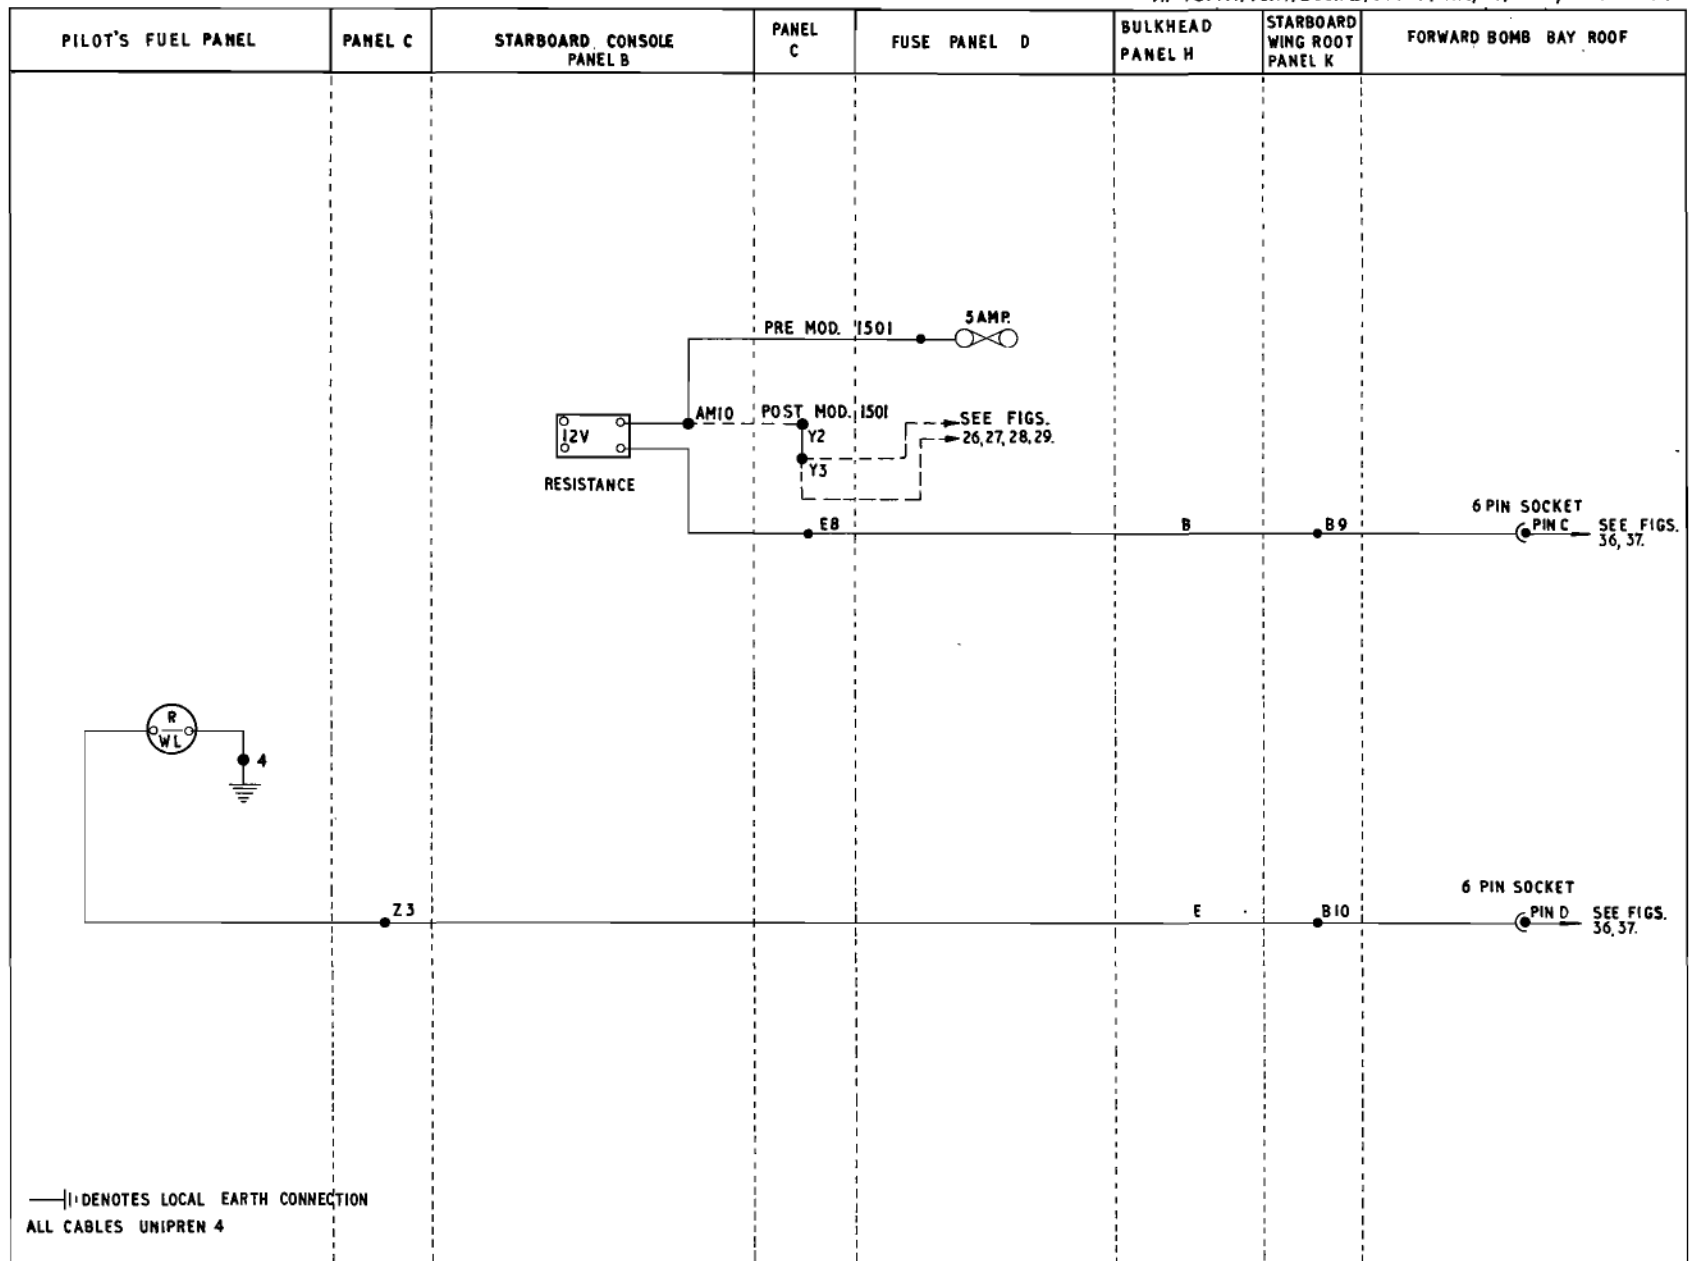 PILOT'S FUEL PANEL
PANEL C
STARBOARD CONSOLE
PANEL B
PANEL
C
FUSE PANEL D
BULKHEAD
PANEL H
STARBOARD
WING ROOT
PANEL K
FORWARD BOMB BAY ROOF
PRE MOD. 1501
5 AMP.
AM10
POST MOD. 1501
Y2
Y3
SEE FIGS.
26, 27, 28, 29.
12V
RESISTANCE
E8
B
B9
6 PIN SOCKET
PIN C
SEE FIGS.
36, 37.
R
WL
4
Z3
E
B10
6 PIN SOCKET
PIN D
SEE FIGS.
36, 37.
DENOTES LOCAL EARTH CONNECTION
ALL CABLES UNIPREN 4